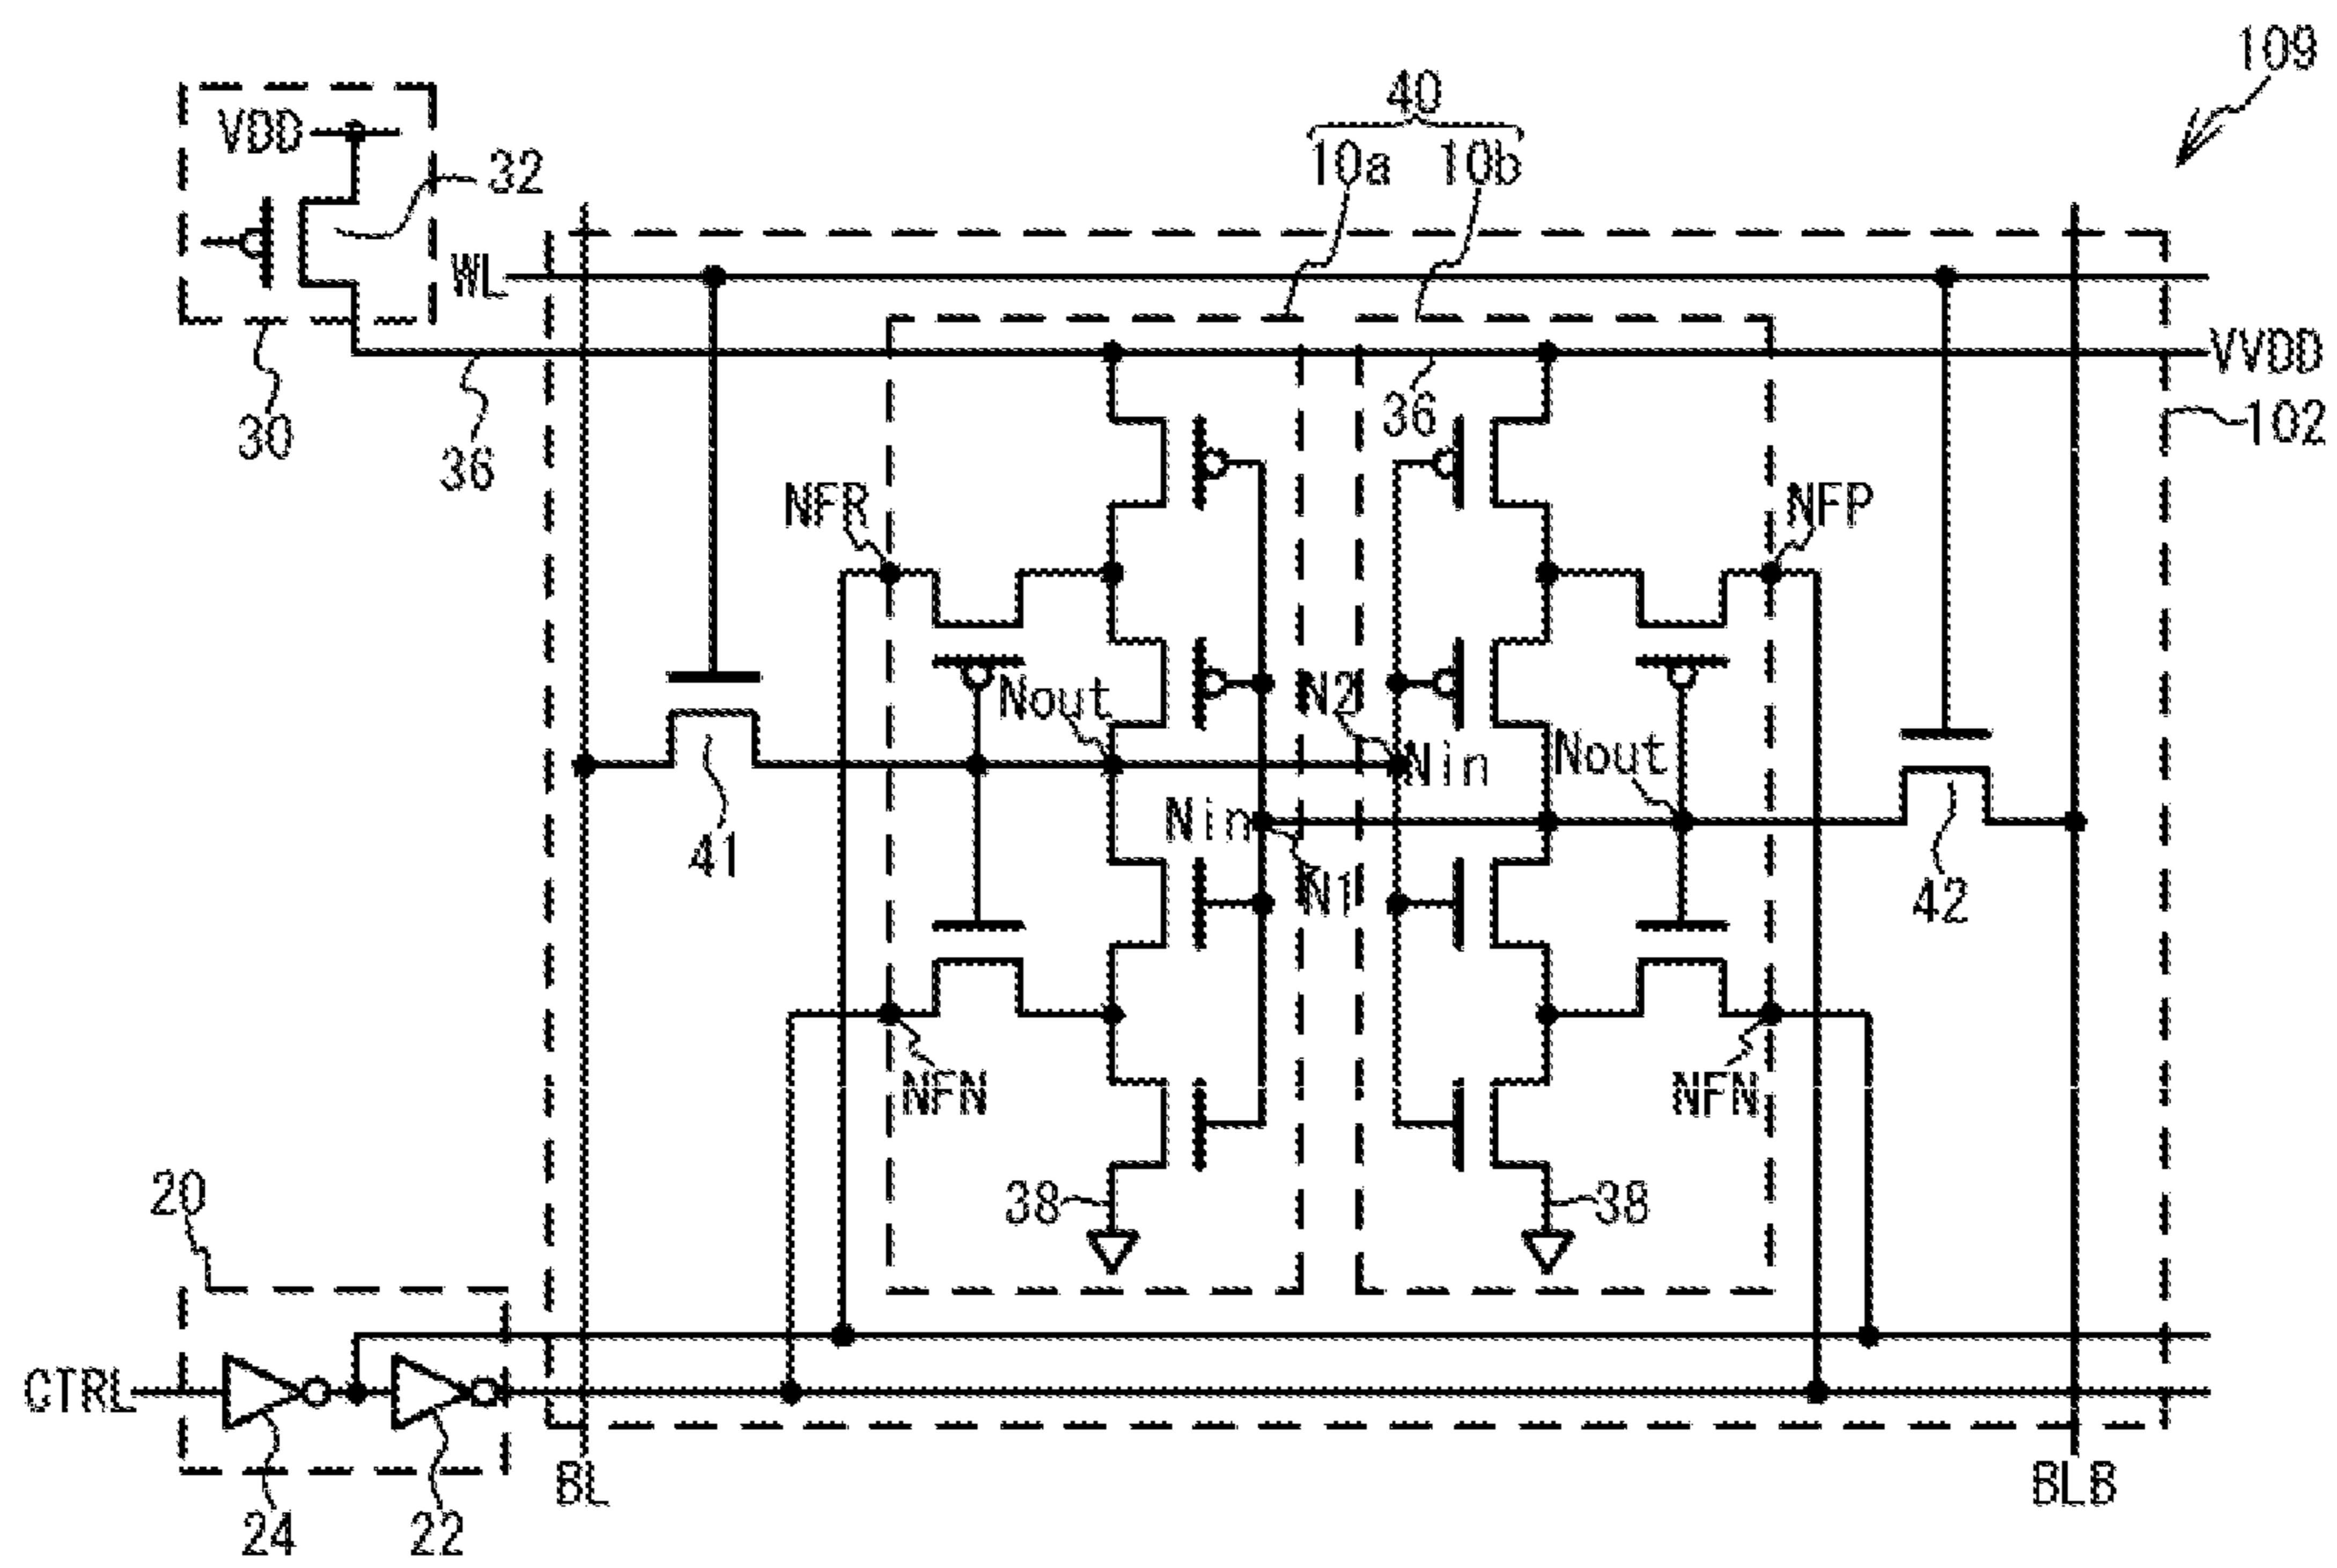 109
40
10a 10b
VDD
32
WL
VVDD
30
36
36
102
NFR
NFP
Nout
N2
Nin
Nout
Nin
41
N1
42
NFN
NFN
38
38
20
CTRL
24
22
BL
BLB